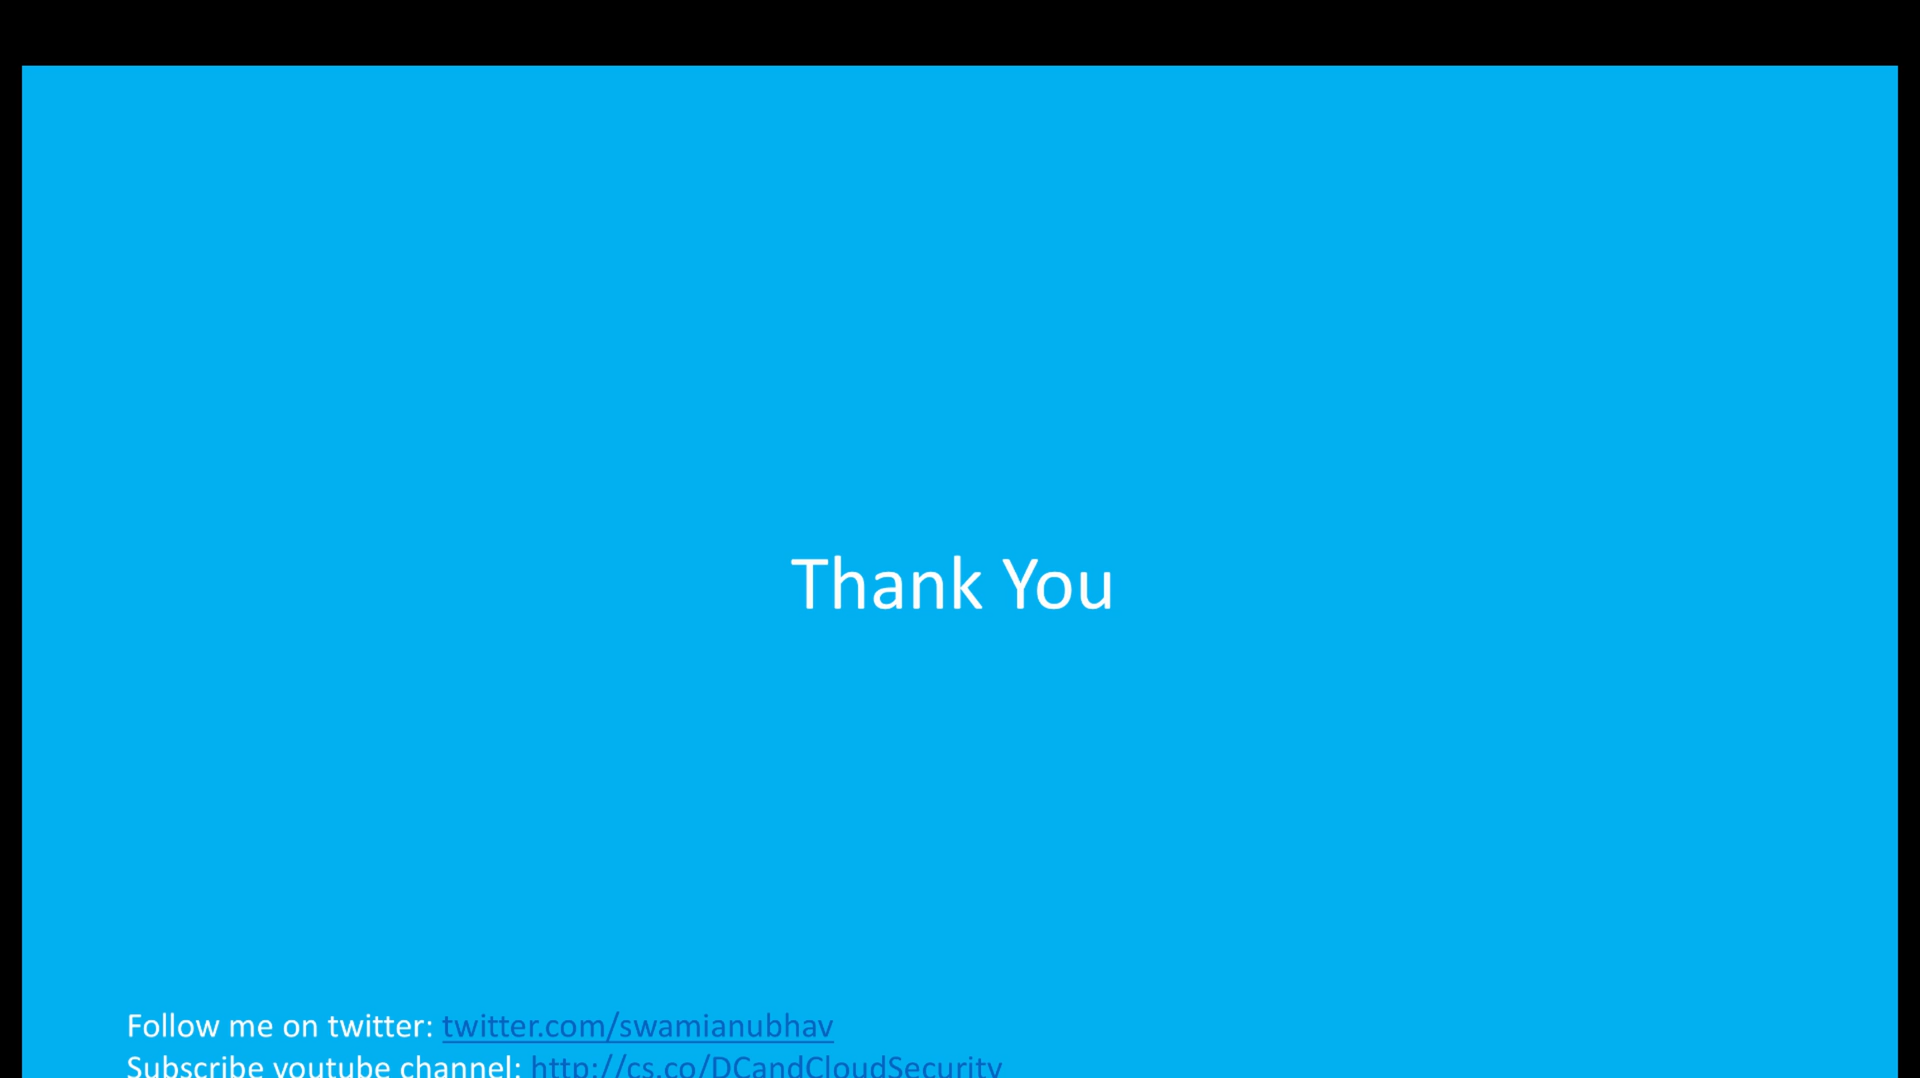 Thank You
Follow me on twitter: twitter.com/swamianubhav
Subscribe youtube channel: http://cs.co/DCandCloudSecurity